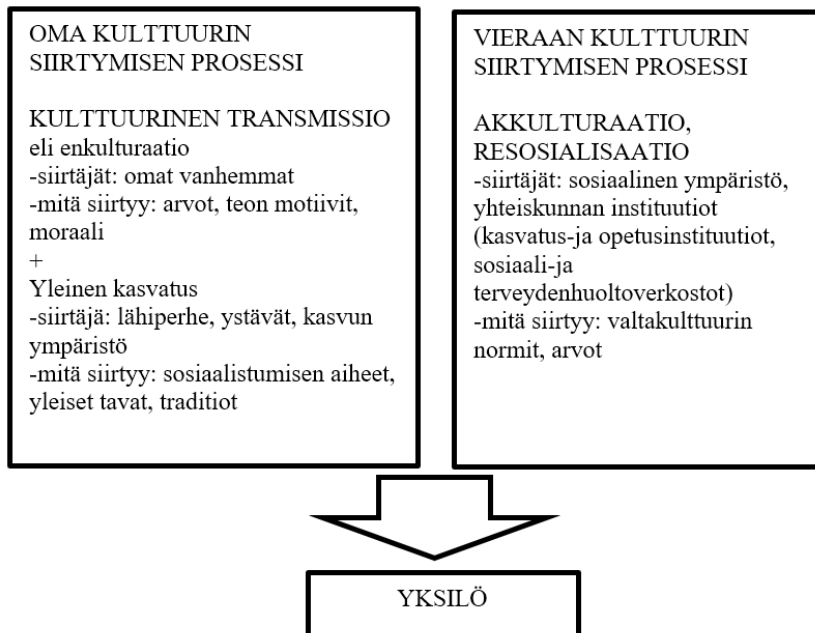 OMA KULTTUURIN
SIIRTYMISEN PROSESSI
KULTTUURINEN TRANSMISSIO
eli enkulturaatio
-siirtäjät: omat vanhemmat
-mitä siirtyy: arvot, teon motiivit,
moraali
+
Yleinen kasvatus
-siirtäjä: lähiperhe, ystävät, kasvun
ympäristö
-mitä siirtyy: sosiaalistumisen aiheet,
yleiset tavat, traditiot
VIERAAN KULTTUURIN
SIIRTYMISEN PROSESSI
AKKULTURAATIO,
RESOSIALISAATIO
-siirtäjät: sosiaalinen ympäristö,
yhteiskunnan instituutiot
(kasvatus-ja opetusinstituutiot,
sosiaali-ja
terveydenhuoltoverkostot)
-mitä siirtyy: valtakulttuurin
normit, arvot
YKSILÖ